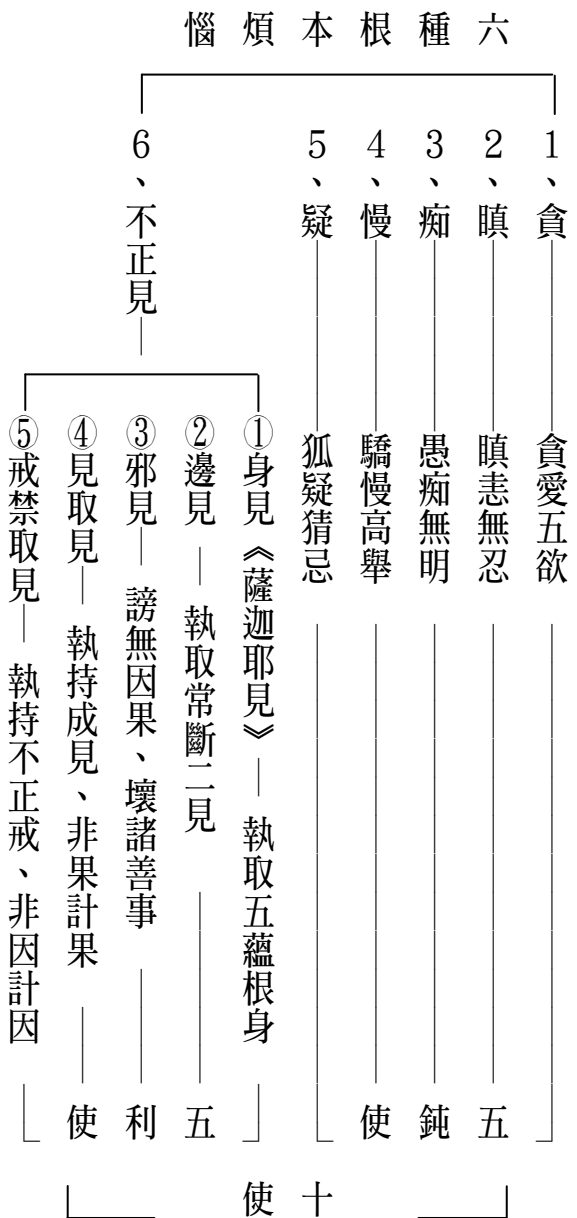 六種根本煩惱
1、貪 貪愛五欲
2、瞋 瞋恚無忍
3、痴 愚痴無明
4、慢 驕慢高舉
5、疑 狐疑猜忌
五鈍使
6、不正見
①身見《薩迦耶見》— 執取五蘊根身
②邊見 — 執取常斷二見
③邪見— 謗無因果、壞諸善事
④見取見— 執持成見、非果計果
⑤戒禁取見— 執持不正戒、非因計因
五利使
十使